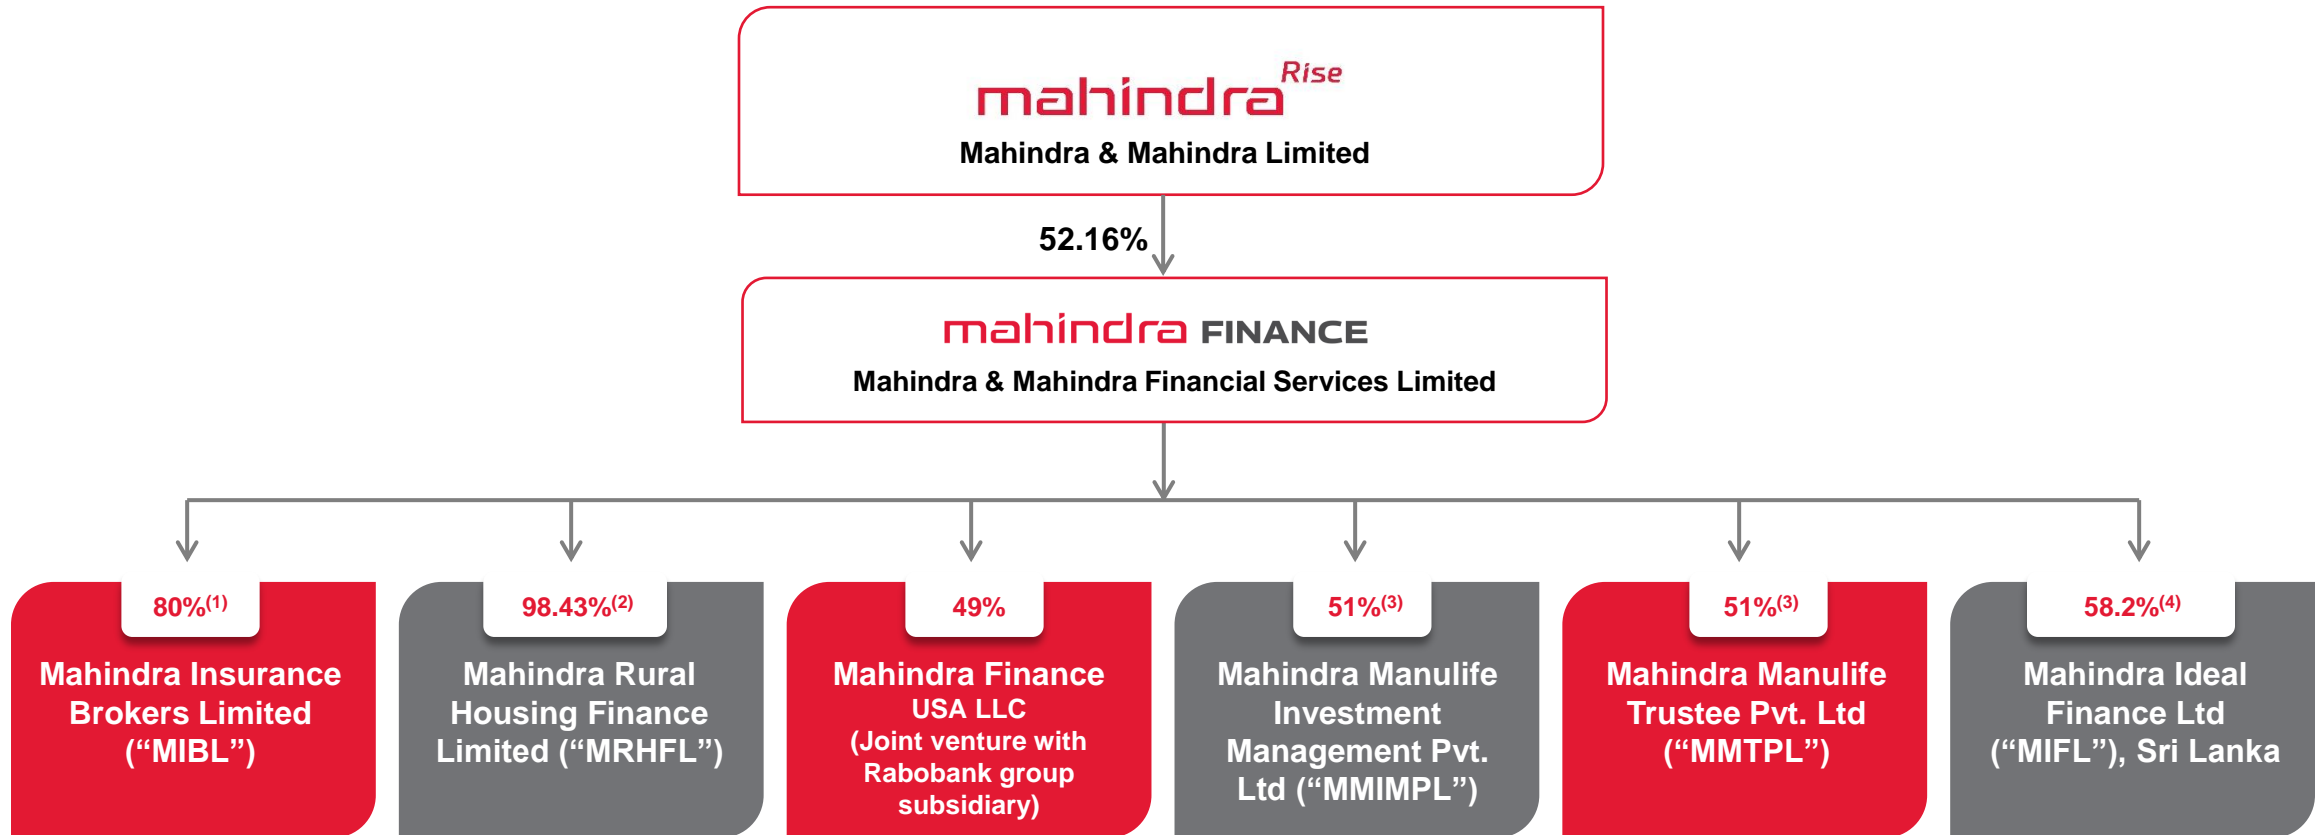 mahindra Rise
Mahindra & Mahindra Limited
52.16%
mahindra FINANCE
Mahindra & Mahindra Financial Services Limited
80%(1)
Mahindra Insurance
Brokers Limited
(“MIBL”)
98.43%(2)
Mahindra Rural
Housing Finance
Limited (“MRHFL”)
49%
Mahindra Finance
USA LLC
(Joint venture with
Rabobank group
subsidiary)
51%(3)
Mahindra Manulife
Investment
Management Pvt.
Ltd (“MMIMPL”)
51%(3)
Mahindra Manulife
Trustee Pvt. Ltd
(“MMTPL”)
58.2%(4)
Mahindra Ideal
Finance Ltd
(“MIFL”), Sri Lanka